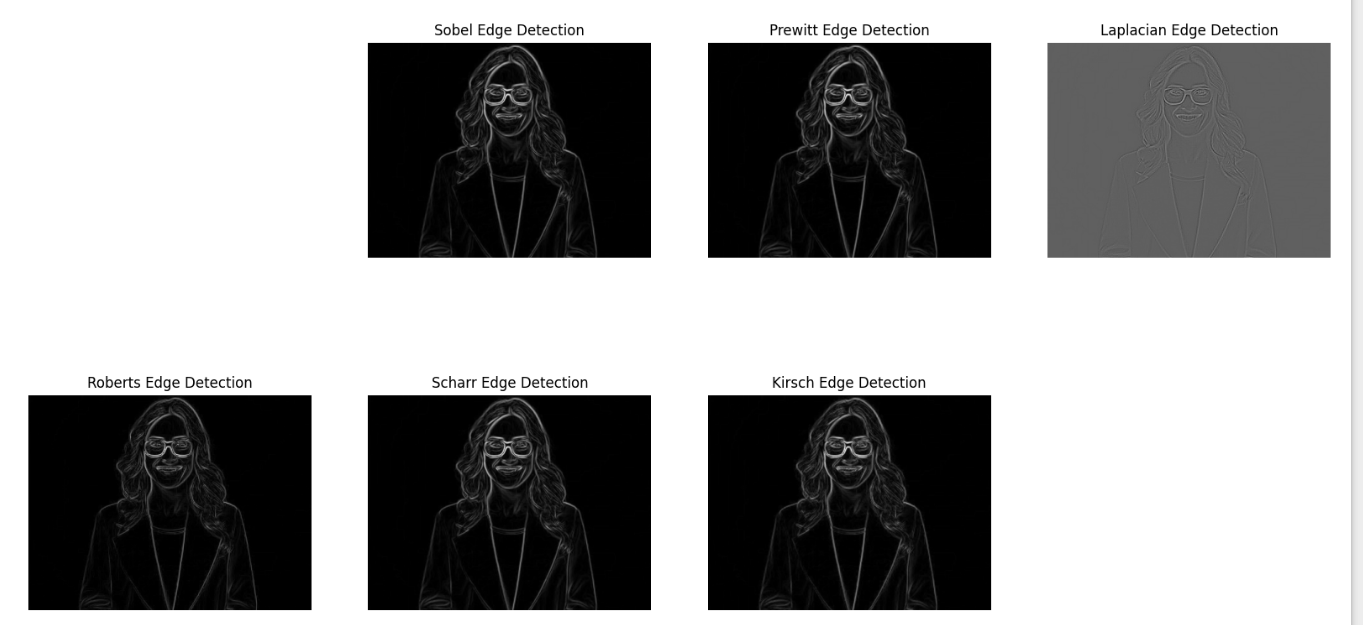 Sobel Edge Detection
Prewitt Edge Detection
Laplacian Edge Detection
Roberts Edge Detection
Scharr Edge Detection
Kirsch Edge Detection